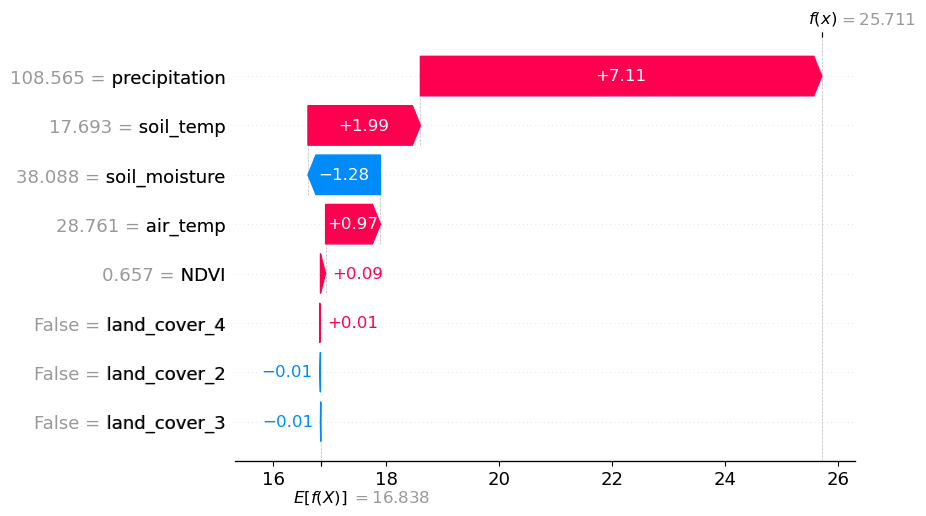 f(x) = 25.711
108.565 = precipitation +7.11
17.693 = soil_temp +1.99
38.088 = soil_moisture −1.28
28.761 = air_temp +0.97
0.657 = NDVI +0.09
False = land_cover_4 +0.01
False = land_cover_2 −0.01
False = land_cover_3 −0.01
16 18 20 22 24 26
E[f(X)] = 16.838